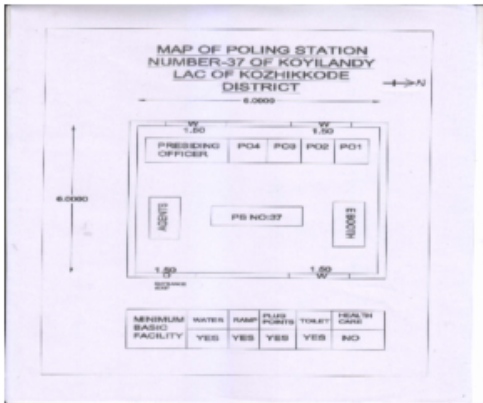 MAP OF POLING STATION
NUMBER-37 OF KOYILANDY
LAC OF KOZHIKKODE
DISTRICT
N
6.0000
W
W
1.50
1.50
PRESIDING
OFFICER
PO4
PO3
PO2
PO1
6.0000
AGENTS
PS NO:37
EBOOTH
1.50
1.50
W
MINIMUM
BASIC
FACILITY
WATER
RAMP
PLUG
POINTS
TOILET
HEALTH
CARE
YES
YES
YES
YES
NO